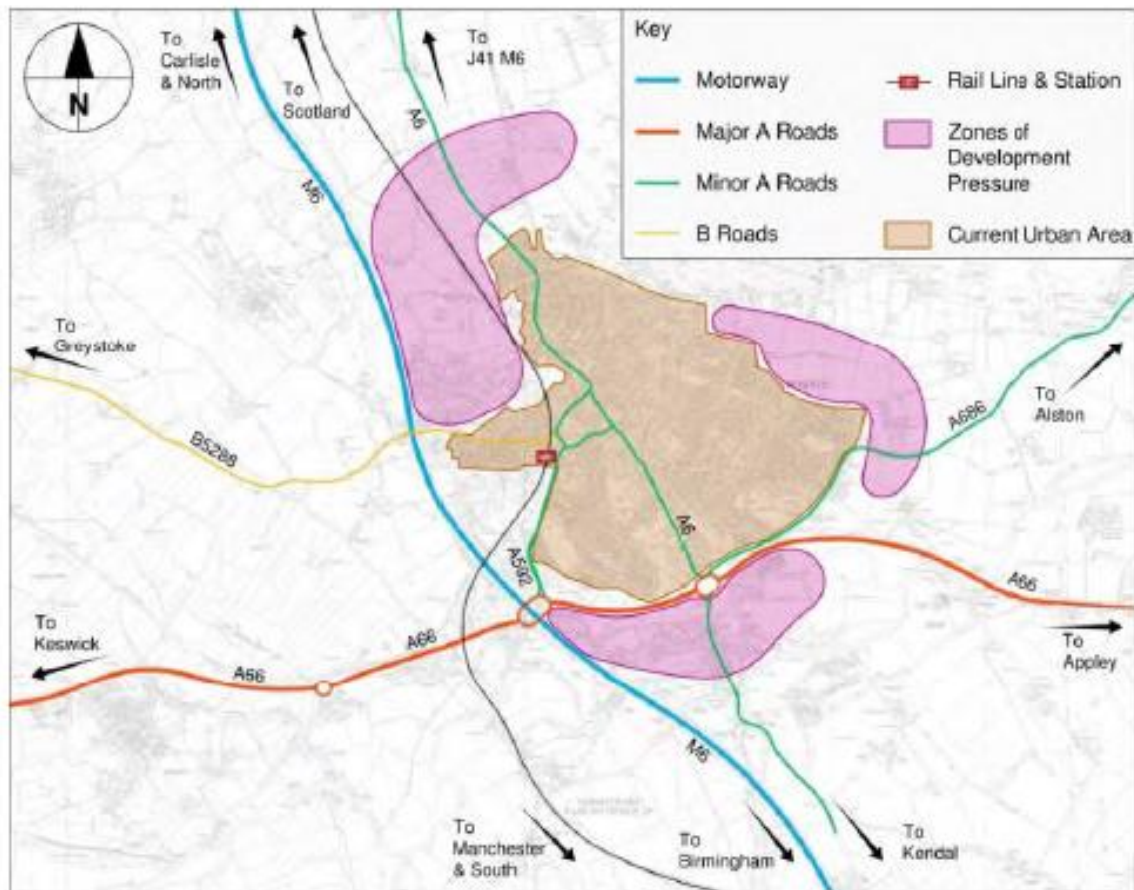 To
Carlisle
& North
To
Scotland
To
J41 M6
N
Key
Motorway
Rail Line & Station
Major A Roads
Zones of
Development
Pressure
Minor A Roads
B Roads
Current Urban Area
A6
M6
To
Greystoke
To
Alston
A686
B5288
A6
A592
A66
To
Keswick
A66
A66
To
Appley
M6
To
Manchester
& South
To
Birmingham
To
Kendal